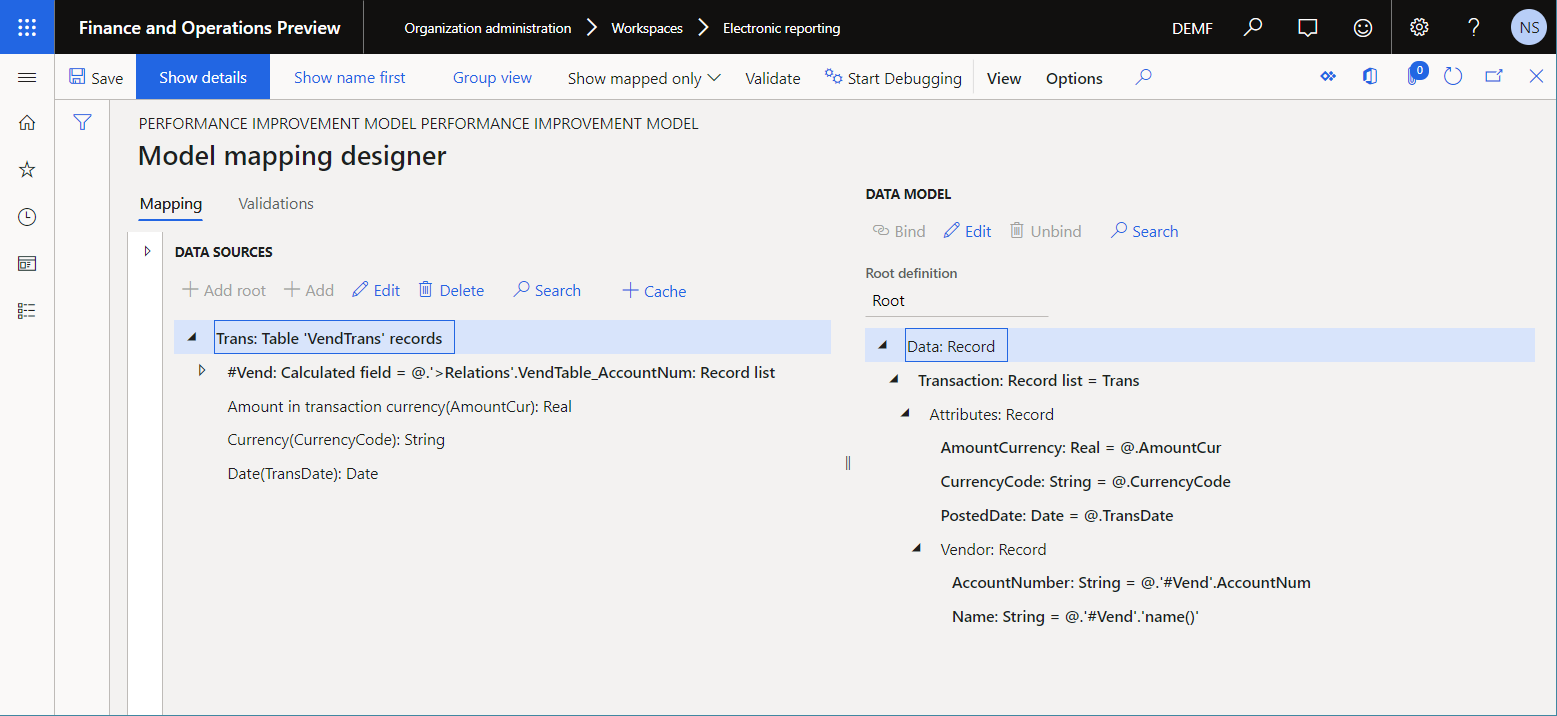 Finance and Operations Preview
Organization administration
Workspaces
Electronic reporting
DEMF
?
NS
Save
Show details
Show name first
Group view
Show mapped only
Validate
Start Debugging
View
Options
0
PERFORMANCE IMPROVEMENT MODEL PERFORMANCE IMPROVEMENT MODEL
Model mapping designer
Mapping
Validations
DATA SOURCES
Add root
Add
Edit
Delete
Search
Cache
Trans: Table 'VendTrans' records
#Vend: Calculated field = @.'>Relations'.VendTable_AccountNum: Record list
Amount in transaction currency(AmountCur): Real
Currency(CurrencyCode): String
Date(TransDate): Date
DATA MODEL
Bind
Edit
Unbind
Search
Root definition
Root
Data: Record
Transaction: Record list = Trans
Attributes: Record
AmountCurrency: Real = @.AmountCur
CurrencyCode: String = @.CurrencyCode
PostedDate: Date = @.TransDate
Vendor: Record
AccountNumber: String = @.'#Vend'.AccountNum
Name: String = @.'#Vend'.'name()'